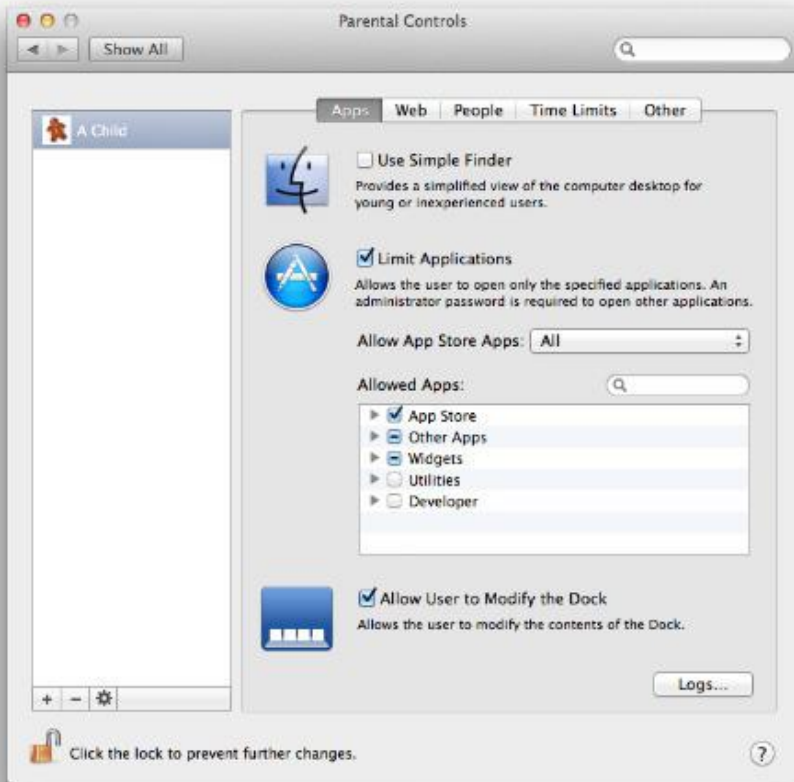 Parental Controls
Show All
A Child
Apps Web People Time Limits Other
Use Simple Finder
Provides a simplified view of the computer desktop for
young or inexperienced users.
Limit Applications
Allows the user to open only the specified applications. An
administrator password is required to open other applications.
Allow App Store Apps: All
Allowed Apps:
App Store
Other Apps
Widgets
Utilities
Developer
Allow User to Modify the Dock
Allows the user to modify the contents of the Dock.
Logs...
Click the lock to prevent further changes.